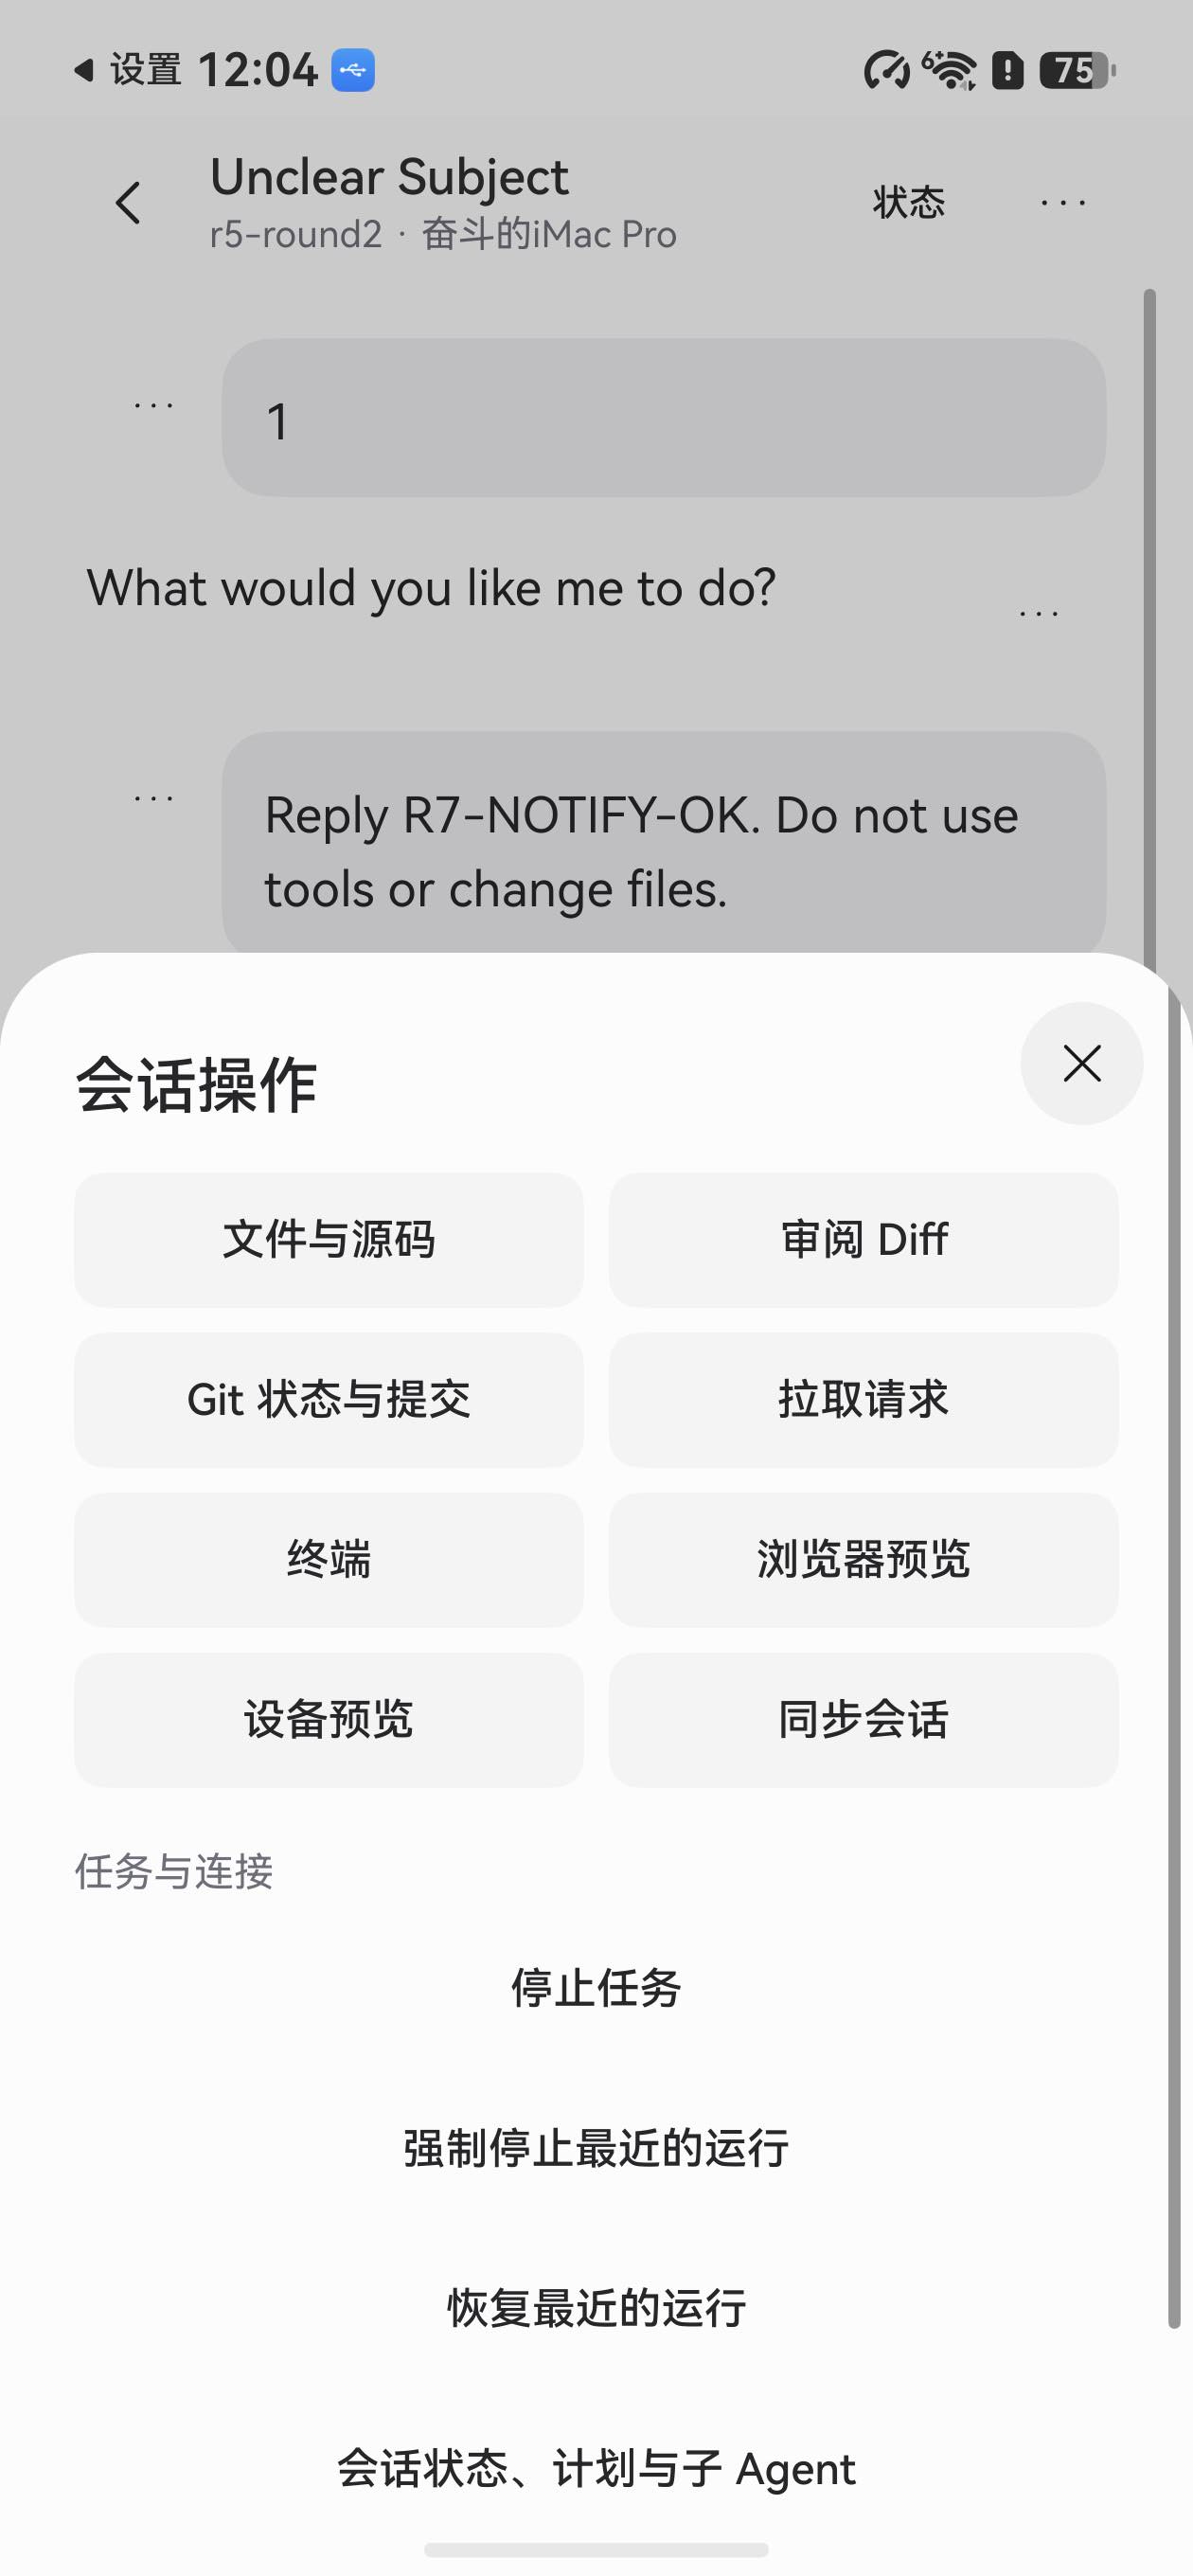 设置 12:04
75
Unclear Subject
状态
r5-round2 · 奋斗的iMac Pro
1
What would you like me to do?
Reply R7-NOTIFY-OK. Do not use
tools or change files.
会话操作
文件与源码
审阅 Diff
Git 状态与提交
拉取请求
终端
浏览器预览
设备预览
同步会话
任务与连接
停止任务
强制停止最近的运行
恢复最近的运行
会话状态、计划与子 Agent